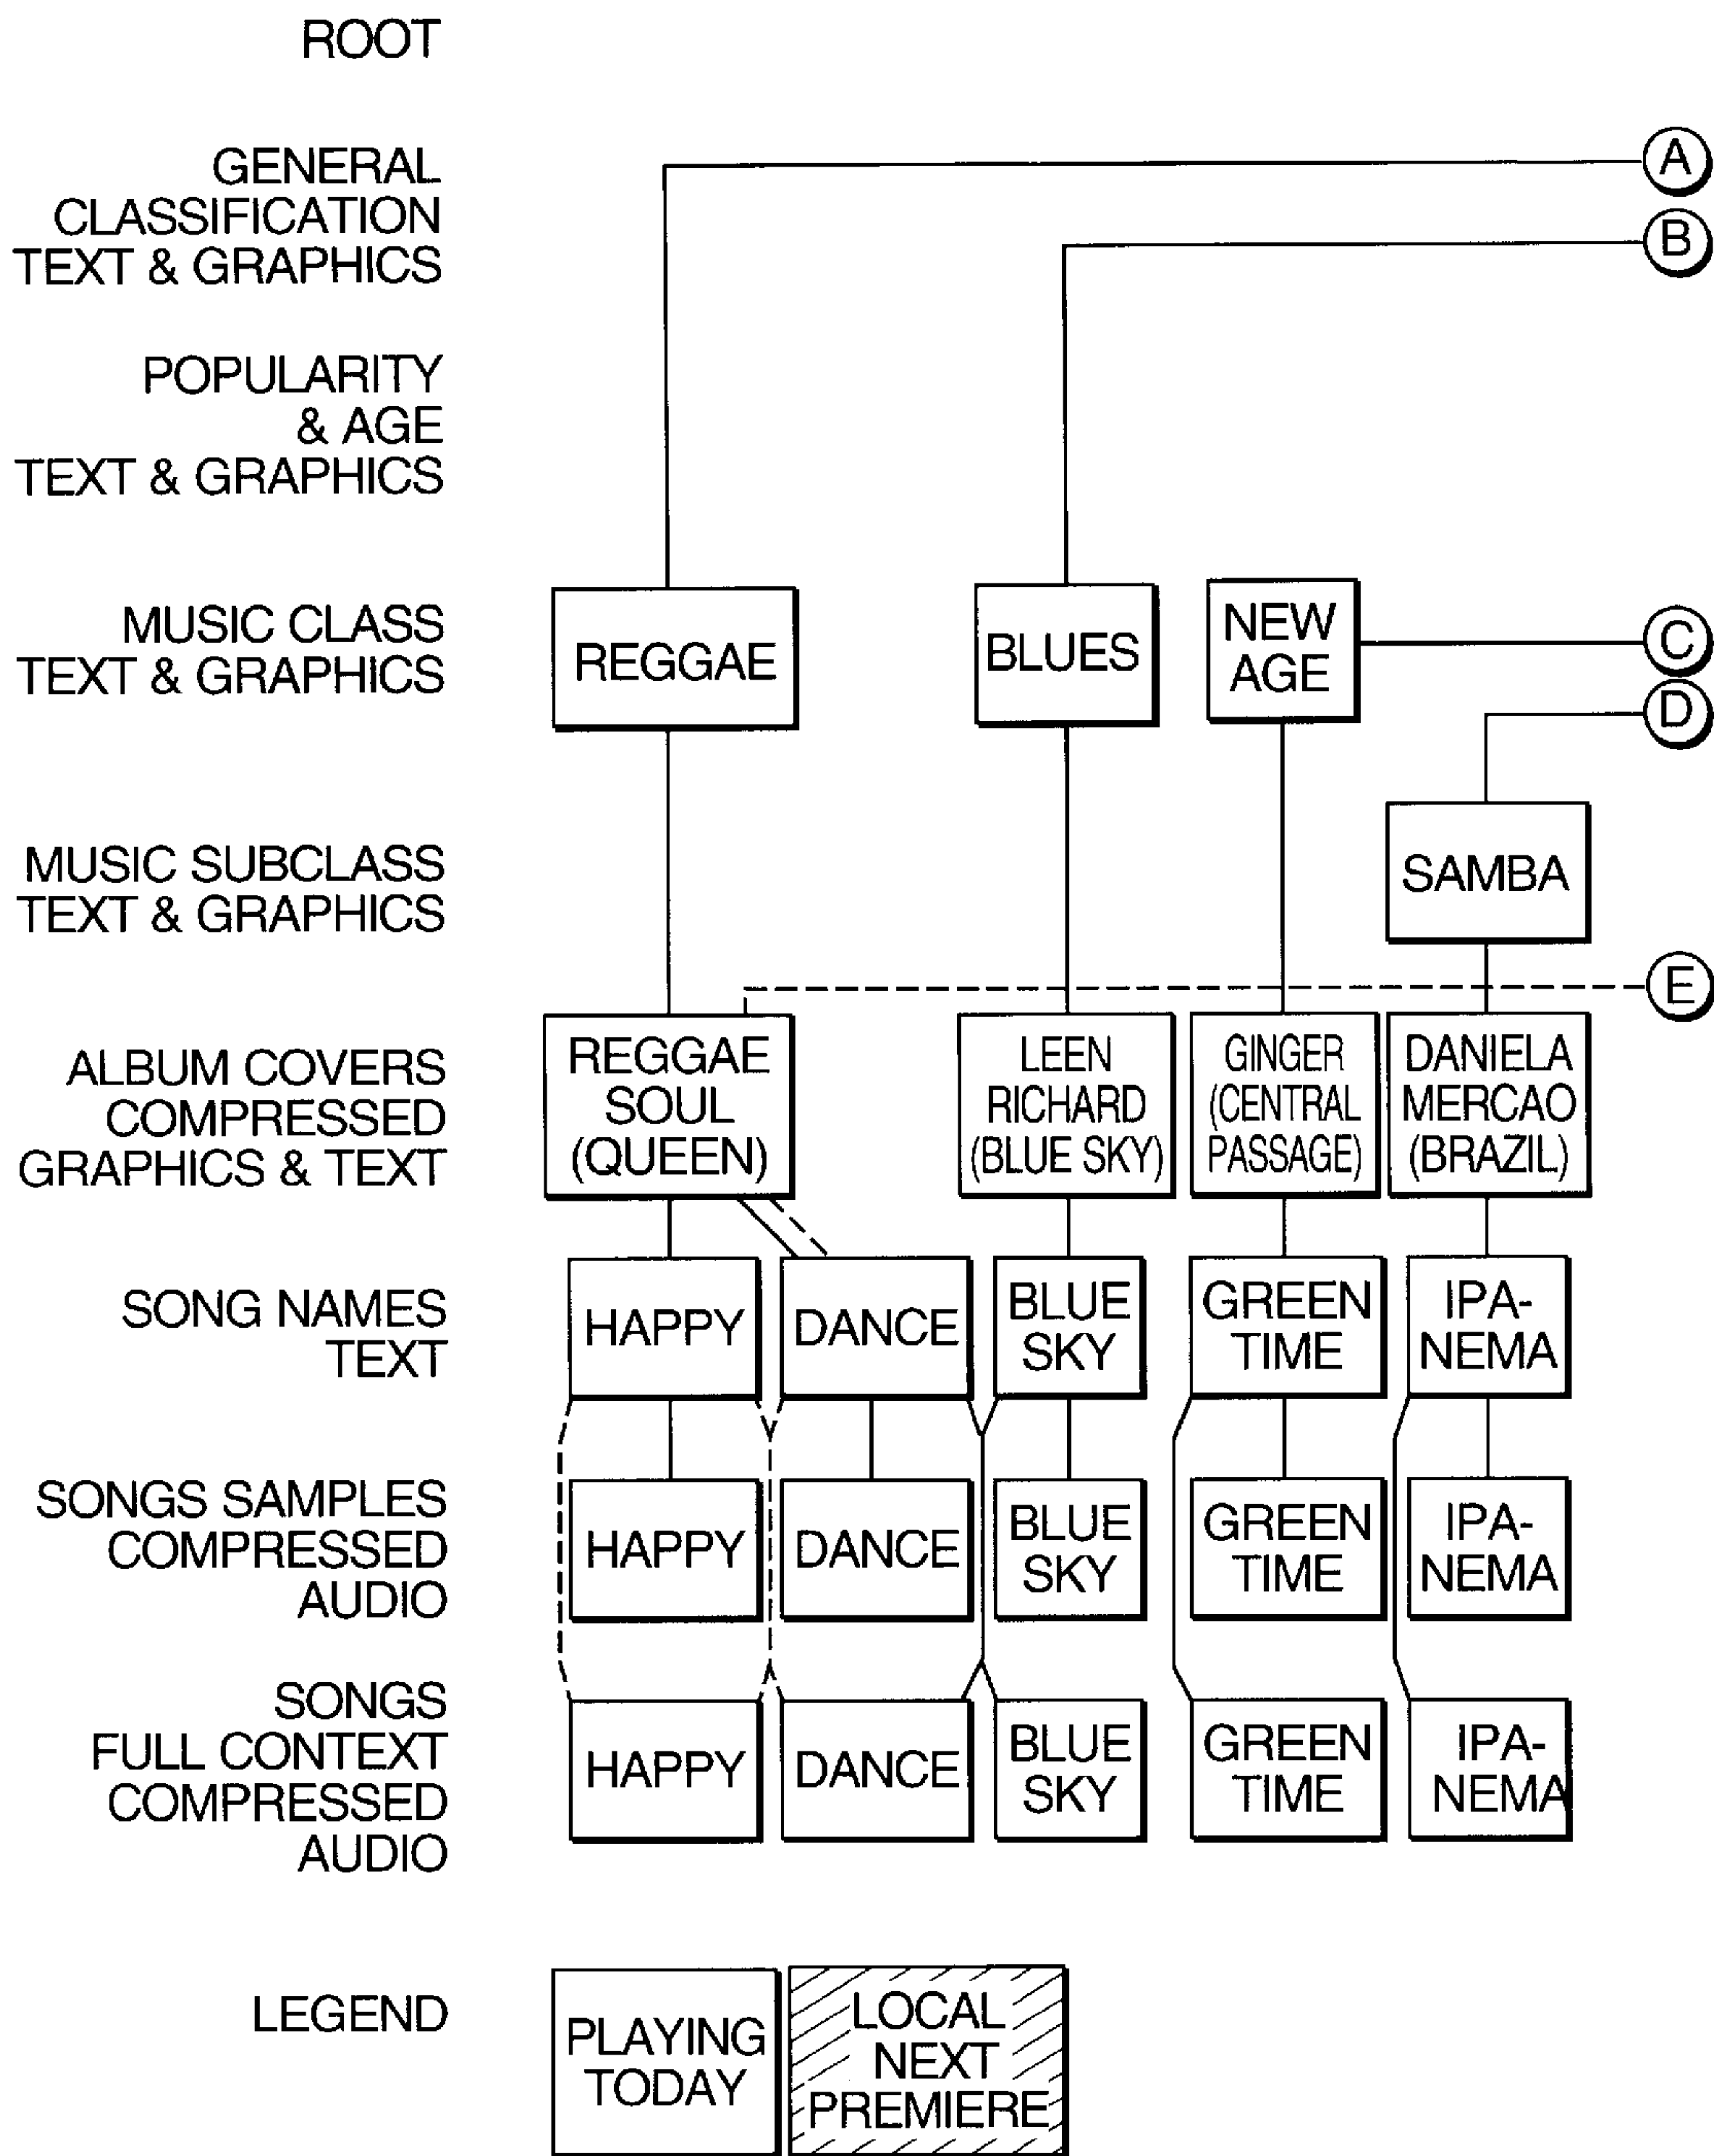 ROOT
GENERAL
CLASSIFICATION
TEXT & GRAPHICS
A
B
POPULARITY
& AGE
TEXT & GRAPHICS
MUSIC CLASS
TEXT & GRAPHICS
REGGAE
BLUES
NEW
AGE
C
D
MUSIC SUBCLASS
TEXT & GRAPHICS
SAMBA
E
ALBUM COVERS
COMPRESSED
GRAPHICS & TEXT
REGGAE
SOUL
(QUEEN)
LEEN
RICHARD
(BLUE SKY)
GINGER
(CENTRAL
PASSAGE)
DANIELA
MERCAO
(BRAZIL)
SONG NAMES
TEXT
HAPPY
DANCE
BLUE
SKY
GREEN
TIME
IPA-
NEMA
SONGS SAMPLES
COMPRESSED
AUDIO
HAPPY
DANCE
BLUE
SKY
GREEN
TIME
IPA-
NEMA
SONGS
FULL CONTEXT
COMPRESSED
AUDIO
HAPPY
DANCE
BLUE
SKY
GREEN
TIME
IPA-
NEMA
LEGEND
PLAYING
TODAY
LOCAL
NEXT
PREMIERE